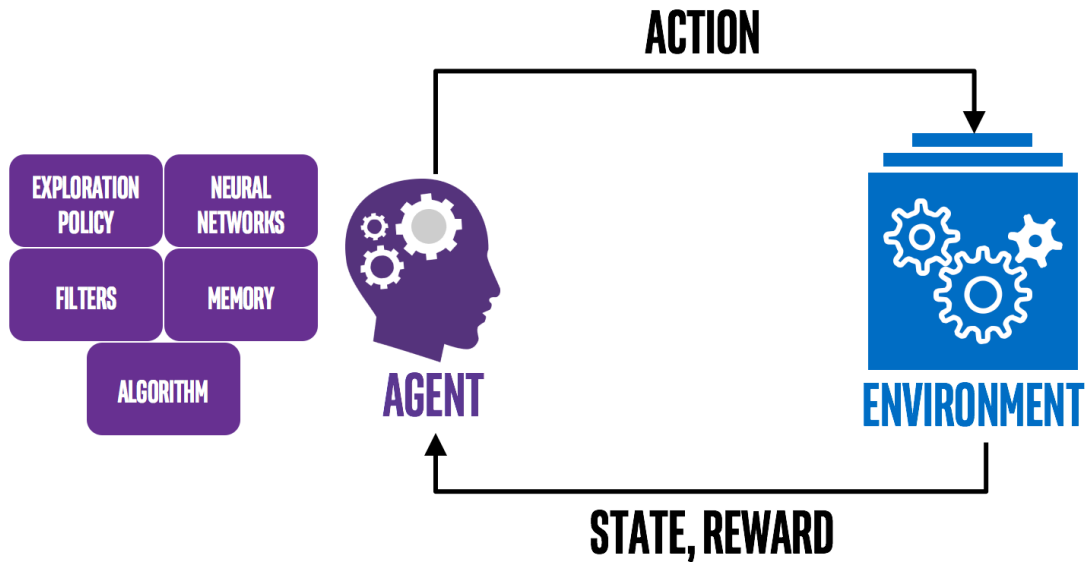 ACTION
EXPLORATION
POLICY
NEURAL
NETWORKS
FILTERS
MEMORY
ALGORITHM
AGENT
ENVIRONMENT
STATE, REWARD